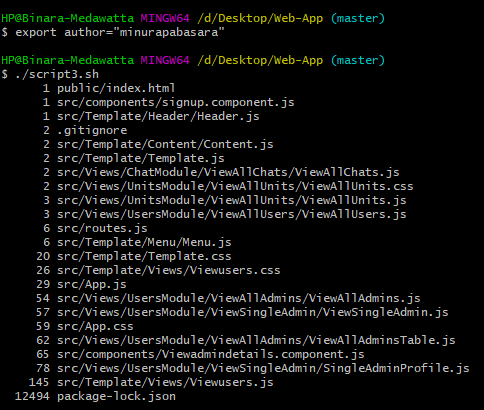 HP@Binara-Medawatta MINGW64 /d/Desktop/Web-App (master)
$ export author="minurapabasara"
HP@Binara-Medawatta MINGW64 /d/Desktop/Web-App (master)
$ ./script3.sh
1 public/index.html
1 src/components/signup.component.js
1 src/Template/Header/Header.js
2 .gitignore
2 src/Template/Content/Content.js
2 src/Template/Template.js
2 src/Views/ChatModule/ViewAllChats/ViewAllChats.js
2 src/Views/UnitsModule/ViewAllUnits/ViewAllUnits.css
3 src/Views/UnitsModule/ViewAllUnits/ViewAllUnits.js
3 src/Views/UsersModule/ViewAllUsers/ViewAllUsers.js
6 src/routes.js
6 src/Template/Menu/Menu.js
20 src/Template/Template.css
26 src/Template/Views/Viewusers.css
29 src/App.js
54 src/Views/UsersModule/ViewAllAdmins/ViewAllAdmins.js
57 src/Views/UsersModule/ViewSingleAdmin/ViewSingleAdmin.js
59 src/App.css
62 src/Views/UsersModule/ViewAllAdmins/ViewAllAdminsTable.js
65 src/components/Viewadmindetails.component.js
78 src/Views/UsersModule/ViewSingleAdmin/SingleAdminProfile.js
145 src/Template/Views/Viewusers.js
12494 package-lock.json